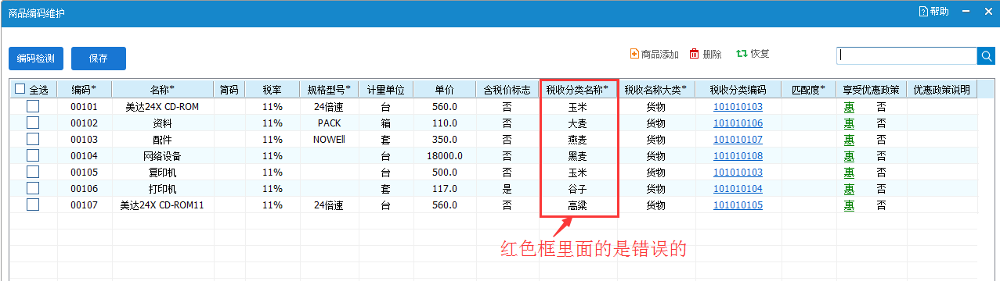 商品编码维护 帮助
编码检测 保存 商品添加 删除 恢复
全选 编码* 名称* 简码 税率 规格型号* 计量单位 单价 含税价标志 税收分类名称* 税收名称大类* 税收分类编码 匹配度* 享受优惠政策 优惠政策说明
00101 美达24X CD-ROM 11% 24倍速 台 560.0 否 玉米 货物 101010103 惠 否
00102 资料 11% PACK 箱 110.0 否 大麦 货物 101010106 惠 否
00103 配件 11% NOWEll 套 350.0 否 燕麦 货物 101010107 惠 否
00104 网络设备 11% 台 18000.0 否 黑麦 货物 101010108 惠 否
00105 复印机 11% 台 500.0 否 玉米 货物 101010103 惠 否
00106 打印机 11% 套 117.0 是 谷子 货物 101010104 惠 否
00107 美达24X CD-ROM11 11% 24倍速 台 560.0 否 高粱 货物 101010105 惠 否
红色框里面的是错误的